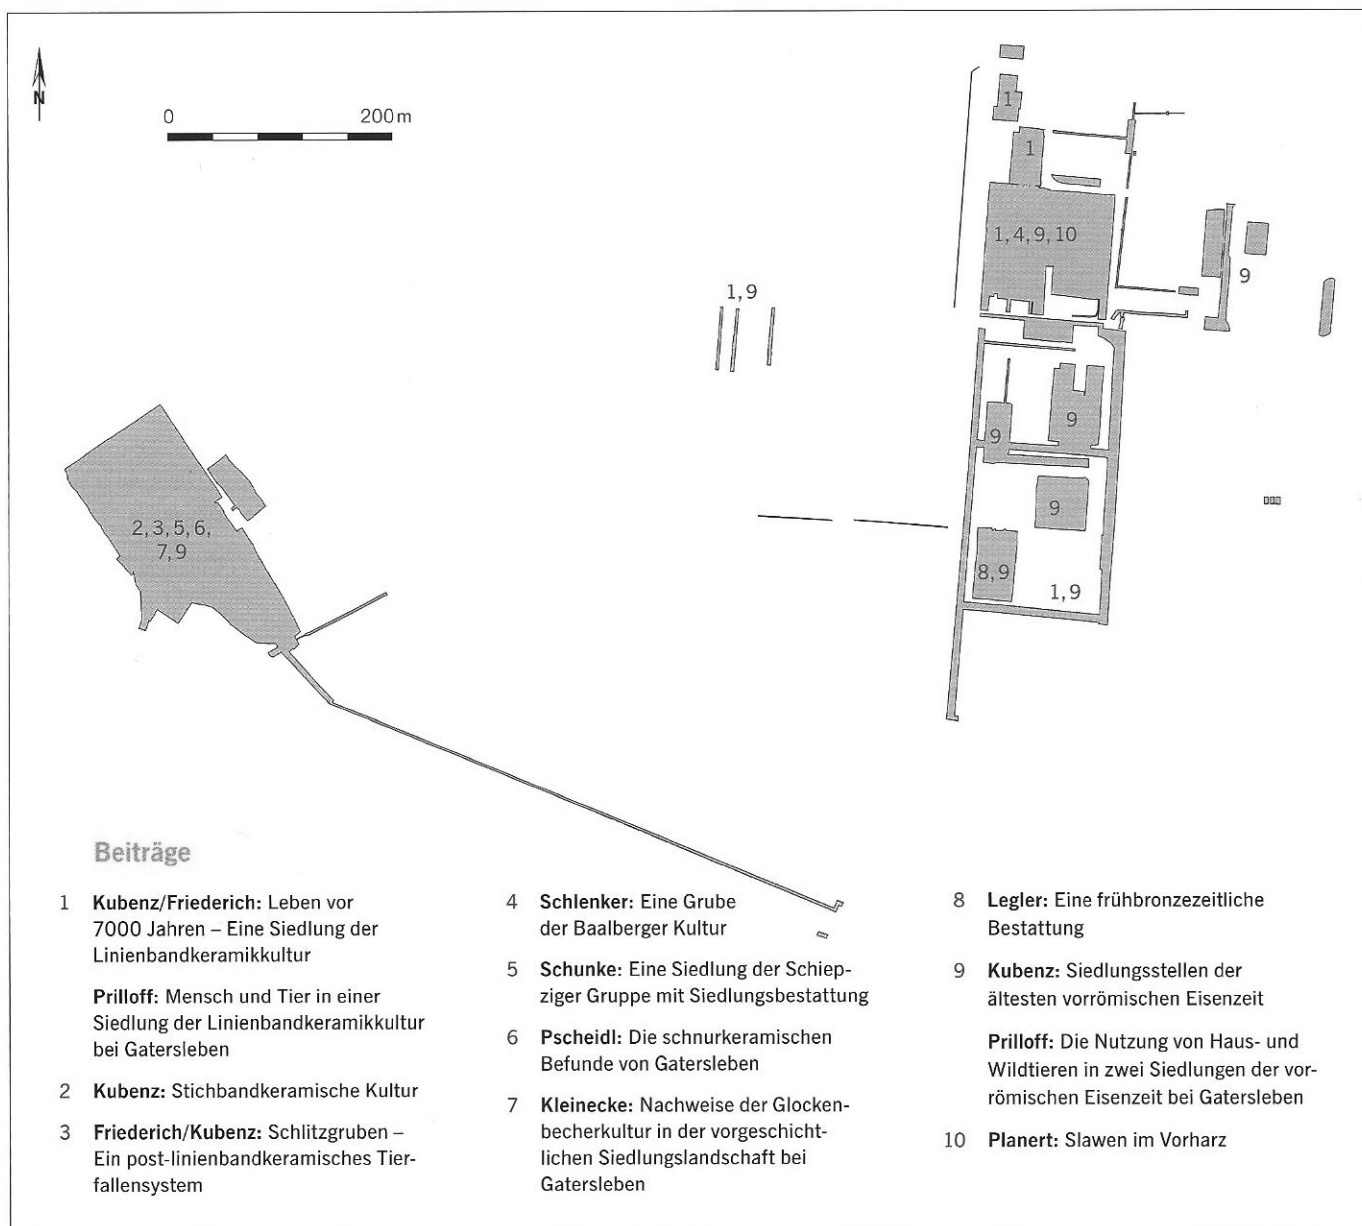 N
0 200 m
1
1
1, 4, 9, 10
9
1, 9
9
9
2, 3, 5, 6,
7, 9
9
8, 9
1, 9
Beiträge
1 Kubenz/Friederich: Leben vor
7000 Jahren – Eine Siedlung der
Linienbandkeramikkultur
Prilloff: Mensch und Tier in einer
Siedlung der Linienbandkeramikkultur
bei Gatersleben
2 Kubenz: Stichbandkeramische Kultur
3 Friederich/Kubenz: Schlitzgruben –
Ein post-linienbandkeramisches Tier-
fallensystem
4 Schlenker: Eine Grube
der Baalberger Kultur
5 Schunke: Eine Siedlung der Schiep-
ziger Gruppe mit Siedlungsbestattung
6 Pscheidl: Die schnurkeramischen
Befunde von Gatersleben
7 Kleinecke: Nachweise der Glocken-
becherkultur in der vorgeschicht-
lichen Siedlungslandschaft bei
Gatersleben
8 Legler: Eine frühbronzezeitliche
Bestattung
9 Kubenz: Siedlungsstellen der
ältesten vorrömischen Eisenzeit
Prilloff: Die Nutzung von Haus- und
Wildtieren in zwei Siedlungen der vor-
römischen Eisenzeit bei Gatersleben
10 Planert: Slawen im Vorharz